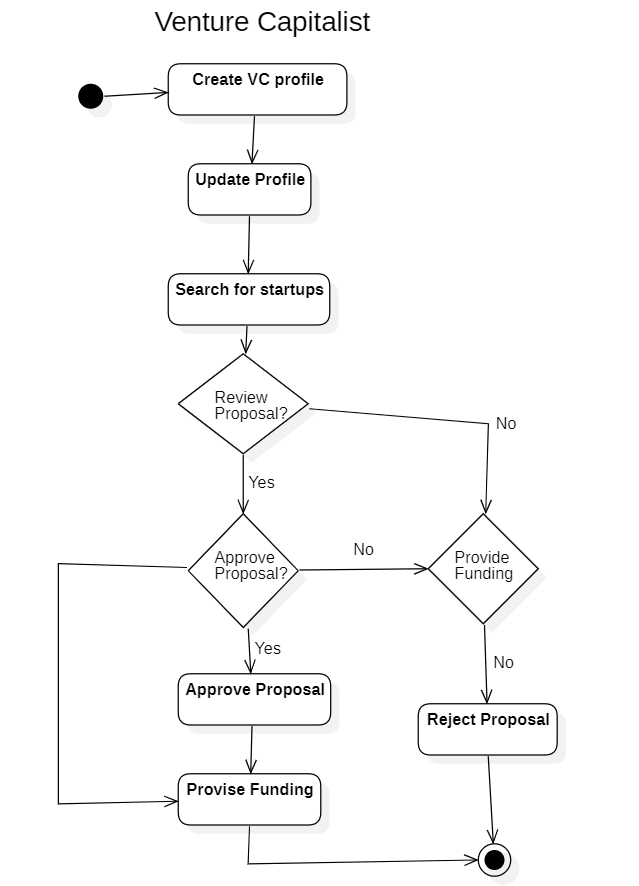 Venture Capitalist
Create VC profile
Update Profile
Search for startups
Review
Proposal?
No
Yes
Approve
Proposal?
No
Provide
Funding
Yes
No
Approve Proposal
Reject Proposal
Provise Funding